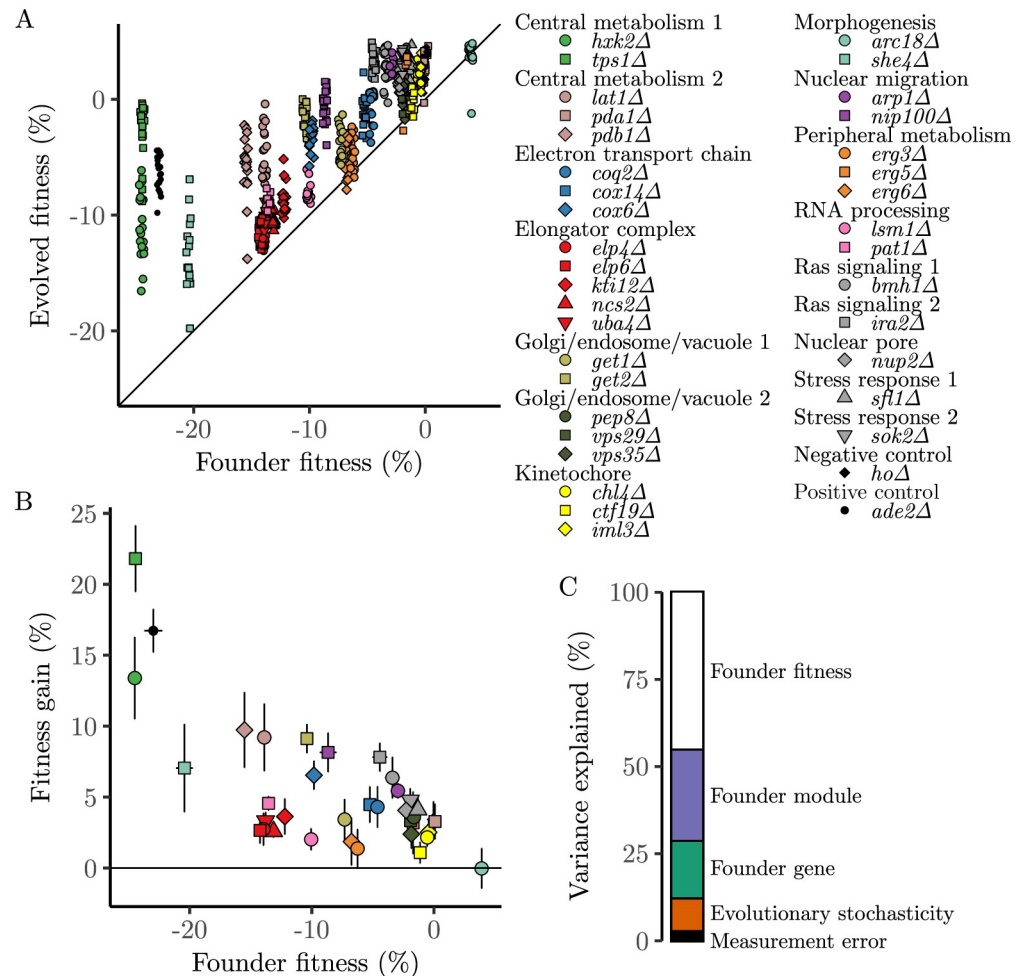 A
Evolved fitness (%)
0
-10
-20
-20
-10
0
Founder fitness (%)
Central metabolism 1
hxk2Δ
tps1Δ
Central metabolism 2
lat1Δ
pda1Δ
pdb1Δ
Electron transport chain
coq2Δ
cox14Δ
cox6Δ
Elongator complex
elp4Δ
elp6Δ
kti12Δ
ncs2Δ
uba4Δ
Golgi/endosome/vacuole 1
get1Δ
get2Δ
Golgi/endosome/vacuole 2
pep8Δ
vps29Δ
vps35Δ
Kinetochore
chl4Δ
ctf19Δ
iml3Δ
Morphogenesis
arc18Δ
she4Δ
Nuclear migration
arp1Δ
nip100Δ
Peripheral metabolism
erg3Δ
erg5Δ
erg6Δ
RNA processing
lsm1Δ
pat1Δ
Ras signaling 1
bmh1Δ
Ras signaling 2
ira2Δ
Nuclear pore
nup2Δ
Stress response 1
sfl1Δ
Stress response 2
sok2Δ
Negative control
hoΔ
Positive control
ade2Δ
B
Fitness gain (%)
25
20
15
10
5
0
-20
-10
0
Founder fitness (%)
C
Variance explained (%)
100
75
50
25
0
Founder fitness
Founder module
Founder gene
Evolutionary stochasticity
Measurement error